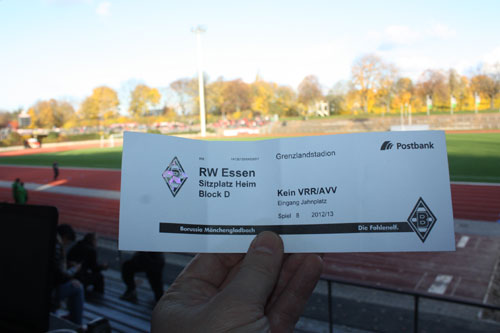 Grenzlandstadion
Postbank
RW Essen
Sitzplatz Heim
Block D
Kein VRR/AVV
Eingang Jahnplatz
Spiel 8 2012/13
Borussia Mönchengladbach
Die Fohlenelf.
B